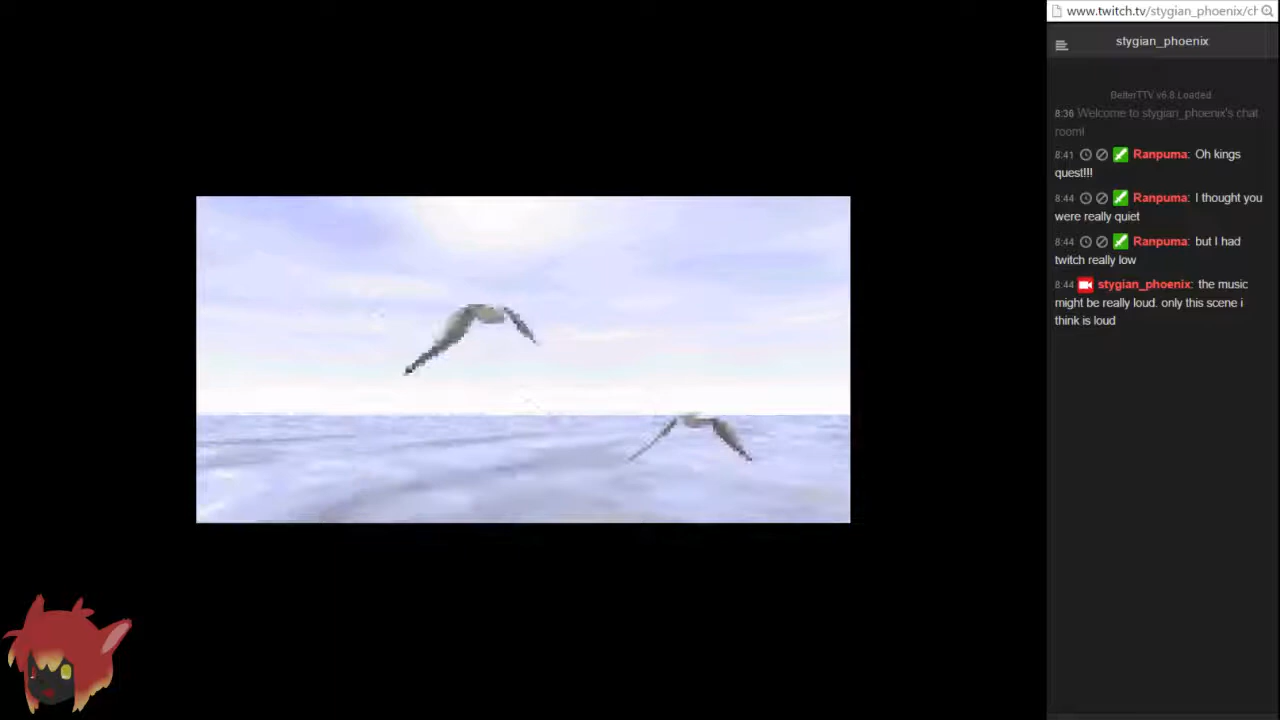 www.twitch.tv/stygian_phoenix/ch
stygian_phoenix
BetterTTV v6.8 Loaded
8:36 Welcome to stygian_phoenix's chat
room!
8:41 Ranpuma: Oh kings
quest!!!
8:44 Ranpuma: I thought you
were really quiet
8:44 Ranpuma: but I had
twitch really low
8:44 stygian_phoenix: the music
might be really loud. only this scene i
think is loud